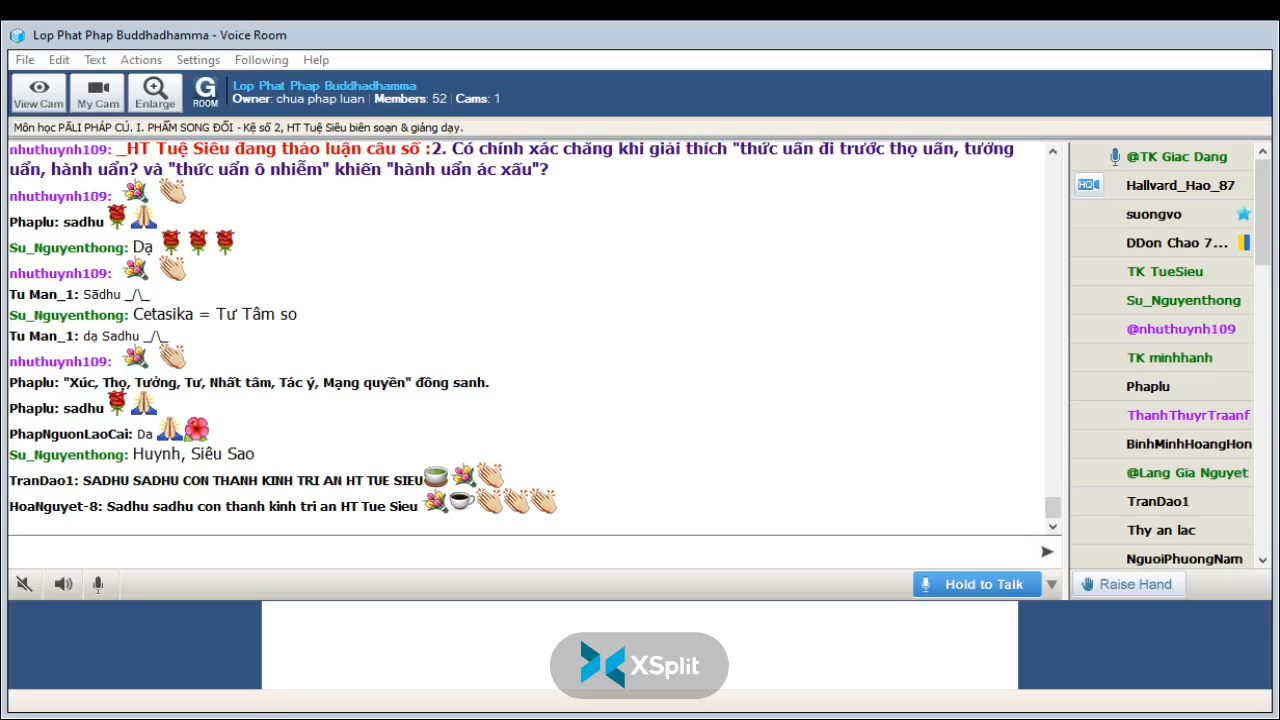 Lop Phat Phap Buddhadhamma - Voice Room
File Edit Text Actions Settings Following Help
View Cam My Cam Enlarge G ROOM
Lop Phat Phap Buddhadhamma
Owner: chua phap luan | Members: 52 | Cams: 1
Môn học PĀLI PHÁP CÚ. I. PHẨM SONG ĐỐI - Kệ số 2, HT Tuệ Siêu biên soạn & giảng dạy.
nhuthuynh109: _HT Tuệ Siêu đang thảo luận câu số :2. Có chính xác chăng khi giải thích "thức uẩn đi trước thọ uẩn, tưởng
uẩn, hành uẩn? và "thức uẩn ô nhiễm" khiến "hành uẩn ác xấu"?
nhuthuynh109:
Phaplu: sadhu
Su_Nguyenthong: Dạ
nhuthuynh109:
Tu Man_1: Sādhu _/\_
Su_Nguyenthong: Cetasika = Tư Tâm so
Tu Man_1: dạ Sadhu _/\_
nhuthuynh109:
Phaplu: "Xúc, Thọ, Tưởng, Tư, Nhất tâm, Tác ý, Mạng quyền" đồng sanh.
Phaplu: sadhu
PhapNguonLaoCai: Da
Su_Nguyenthong: Huynh, Siêu Sao
TranDao1: SADHU SADHU CON THANH KINH TRI AN HT TUE SIEU
HoaNguyet-8: Sadhu sadhu con thanh kinh tri an HT Tue Sieu
@TK Giac Dang
HQ Hallvard_Hao_87
suongvo
DDon Chao 7...
TK TueSieu
Su_Nguyenthong
@nhuthuynh109
TK minhhanh
Phaplu
ThanhThuyrTraanf
BinhMinhHoangHon
@Lang Gia Nguyet
TranDao1
Thy an lac
NguoiPhuongNam
Hold to Talk
Raise Hand
XSplit